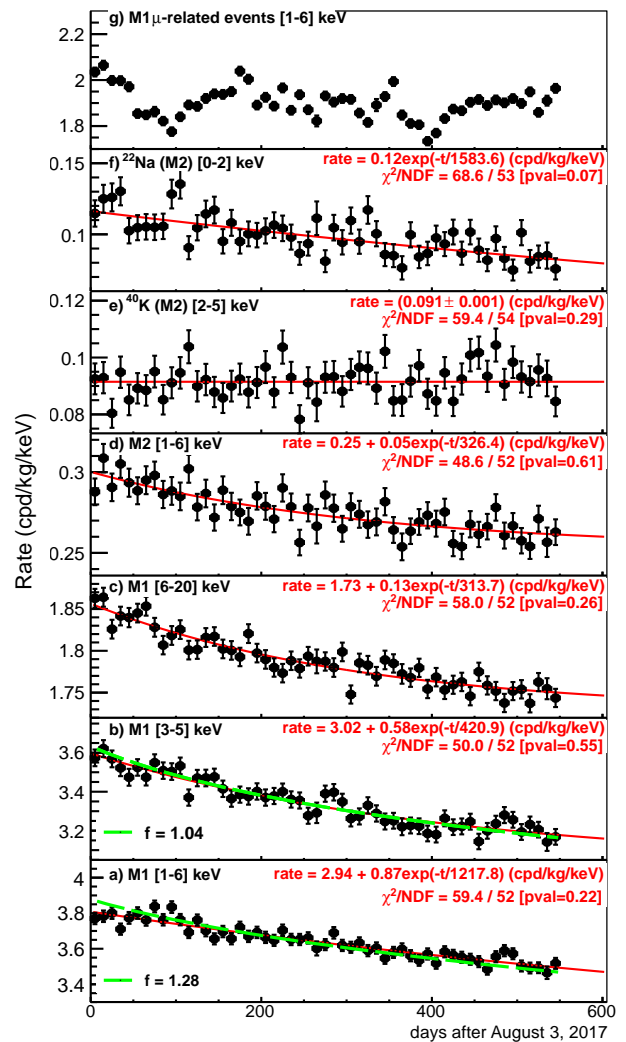 g) M1μ-related events [1-6] keV
2.2
2
1.8
f) ²²Na (M2) [0-2] keV
rate = 0.12exp(-t/1583.6) (cpd/kg/keV)
χ²/NDF = 68.6 / 53 [pval=0.07]
0.15
0.1
e) ⁴⁰K (M2) [2-5] keV
rate = (0.091± 0.001) (cpd/kg/keV)
χ²/NDF = 59.4 / 54 [pval=0.29]
0.12
0.1
0.08
d) M2 [1-6] keV
rate = 0.25 + 0.05exp(-t/326.4) (cpd/kg/keV)
χ²/NDF = 48.6 / 52 [pval=0.61]
0.3
0.25
c) M1 [6-20] keV
rate = 1.73 + 0.13exp(-t/313.7) (cpd/kg/keV)
χ²/NDF = 58.0 / 52 [pval=0.26]
1.85
1.8
1.75
b) M1 [3-5] keV
rate = 3.02 + 0.58exp(-t/420.9) (cpd/kg/keV)
χ²/NDF = 50.0 / 52 [pval=0.55]
3.6
3.4
3.2
f = 1.04
a) M1 [1-6] keV
rate = 2.94 + 0.87exp(-t/1217.8) (cpd/kg/keV)
χ²/NDF = 59.4 / 52 [pval=0.22]
4
3.8
3.6
3.4
f = 1.28
0 200 400 600
days after August 3, 2017
Rate (cpd/kg/keV)